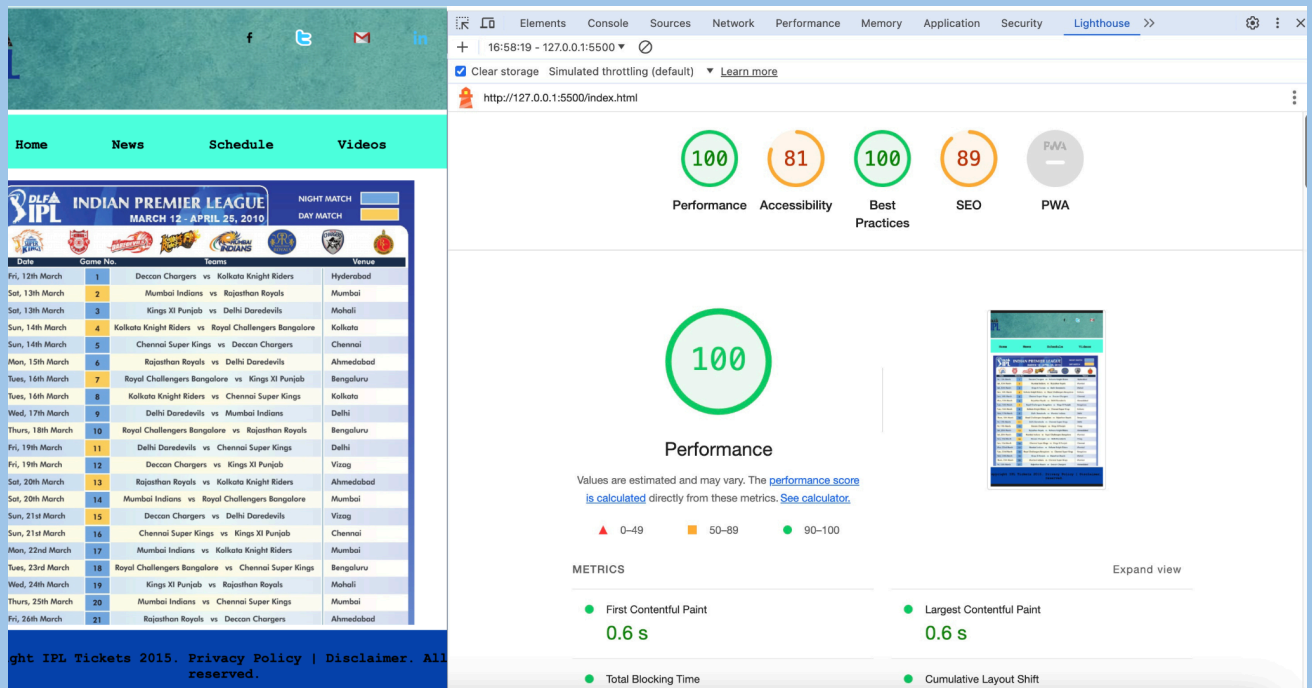 f
in
Home News Schedule Videos
DLF IPL
INDIAN PREMIER LEAGUE
MARCH 12 - APRIL 25, 2010
NIGHT MATCH
DAY MATCH
MUMBAI INDIANS
Date Game No. Teams Venue
Fri, 12th March 1 Deccan Chargers vs Kolkata Knight Riders Hyderabad
Sat, 13th March 2 Mumbai Indians vs Rajasthan Royals Mumbai
Sat, 13th March 3 Kings XI Punjab vs Delhi Daredevils Mohali
Sun, 14th March 4 Kolkata Knight Riders vs Royal Challengers Bangalore Kolkata
Sun, 14th March 5 Chennai Super Kings vs Deccan Chargers Chennai
Mon, 15th March 6 Rajasthan Royals vs Delhi Daredevils Ahmedabad
Tues, 16th March 7 Royal Challengers Bangalore vs Kings XI Punjab Bengaluru
Tues, 16th March 8 Kolkata Knight Riders vs Chennai Super Kings Kolkata
Wed, 17th March 9 Delhi Daredevils vs Mumbai Indians Delhi
Thurs, 18th March 10 Royal Challengers Bangalore vs Rajasthan Royals Bengaluru
Fri, 19th March 11 Delhi Daredevils vs Chennai Super Kings Delhi
Fri, 19th March 12 Deccan Chargers vs Kings XI Punjab Vizag
Sat, 20th March 13 Rajasthan Royals vs Kolkata Knight Riders Ahmedabad
Sat, 20th March 14 Mumbai Indians vs Royal Challengers Bangalore Mumbai
Sun, 21st March 15 Deccan Chargers vs Delhi Daredevils Vizag
Sun, 21st March 16 Chennai Super Kings vs Kings XI Punjab Chennai
Mon, 22nd March 17 Mumbai Indians vs Kolkata Knight Riders Mumbai
Tues, 23rd March 18 Royal Challengers Bangalore vs Chennai Super Kings Bengaluru
Wed, 24th March 19 Kings XI Punjab vs Rajasthan Royals Mohali
Thurs, 25th March 20 Mumbai Indians vs Chennai Super Kings Mumbai
Fri, 26th March 21 Rajasthan Royals vs Deccan Chargers Ahmedabad
ght IPL Tickets 2015. Privacy Policy | Disclaimer. All
reserved.
Elements Console Sources Network Performance Memory Application Security Lighthouse
16:58:19 - 127.0.0.1:5500
Clear storage Simulated throttling (default) Learn more
http://127.0.0.1:5500/index.html
100 81 100 89 PWA
Performance Accessibility Best Practices SEO PWA
100
Performance
Values are estimated and may vary. The performance score
is calculated directly from these metrics. See calculator.
0–49 50–89 90–100
METRICS Expand view
First Contentful Paint
0.6 s
Largest Contentful Paint
0.6 s
Total Blocking Time
Cumulative Layout Shift